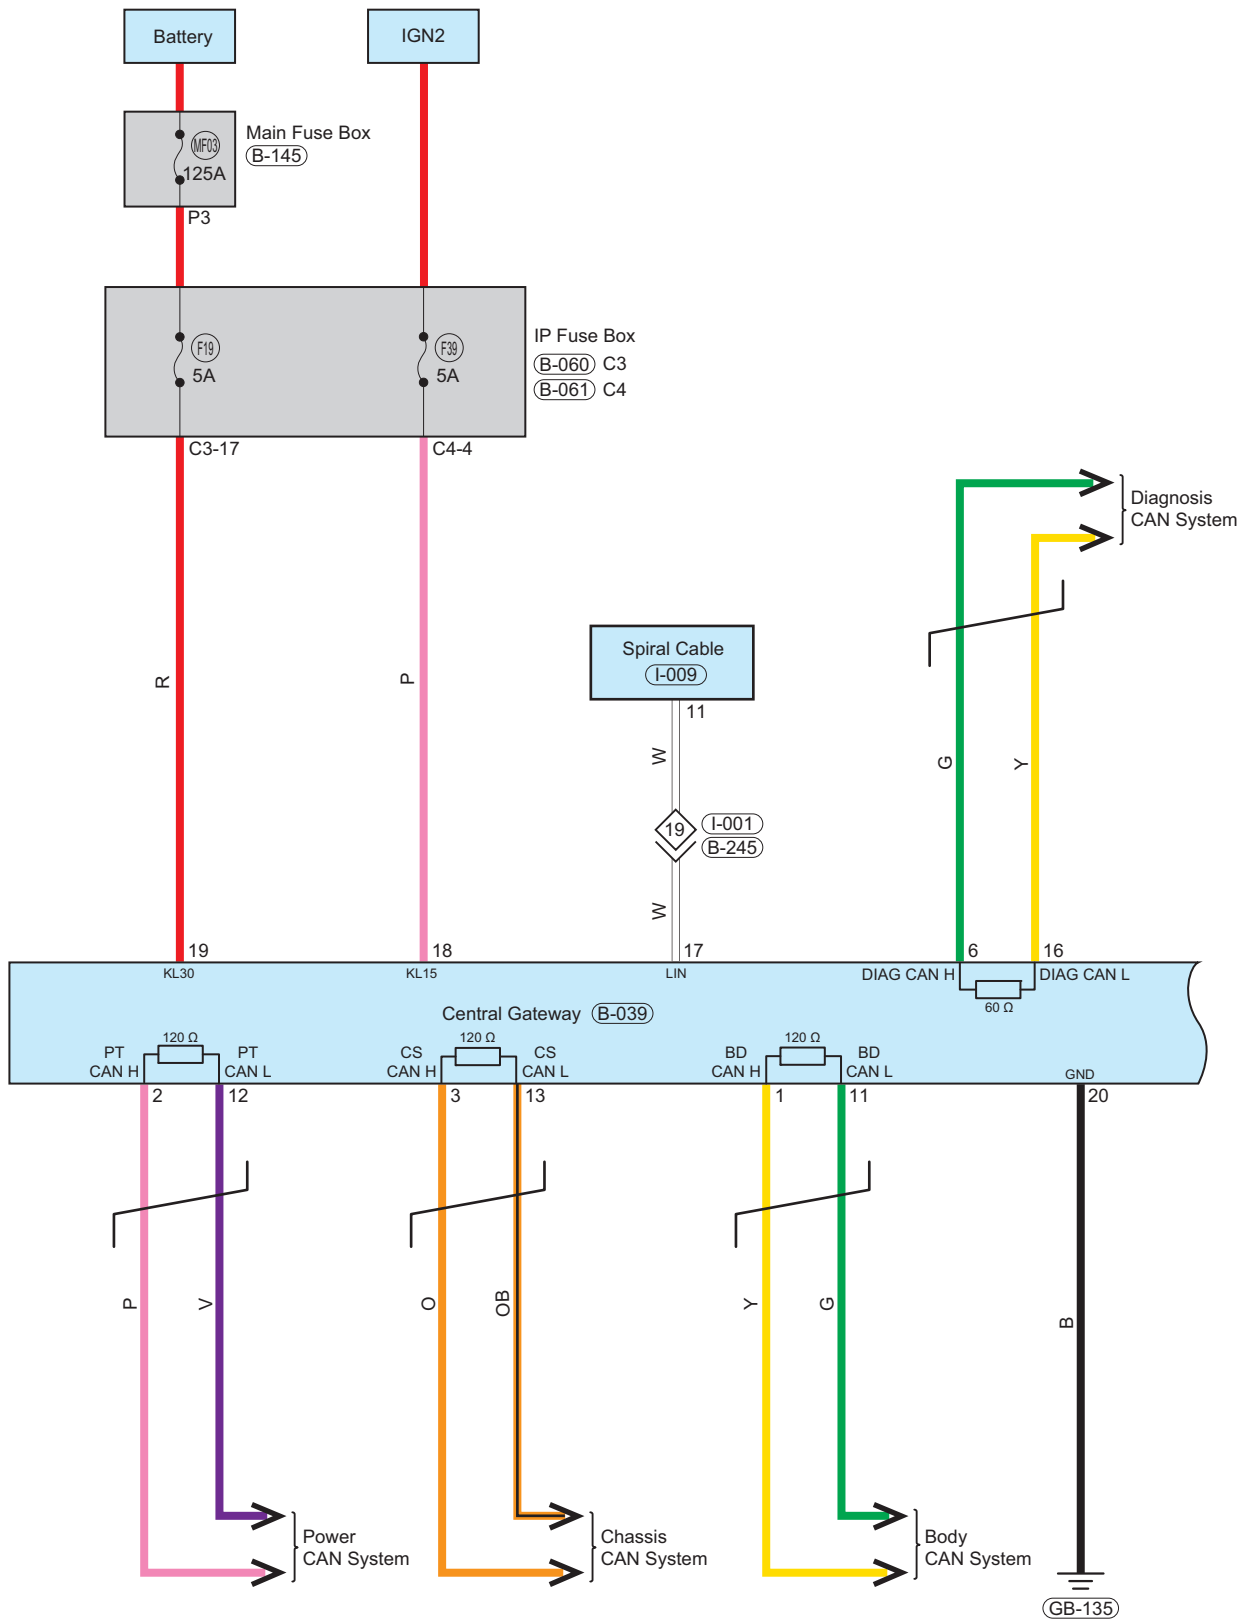 Battery
IGN2
MF03
125A
Main Fuse Box
B-145
P3
F19
5A
F39
5A
IP Fuse Box
B-060 C3
B-061 C4
C3-17
C4-4
Diagnosis
CAN System
Spiral Cable
I-009
11
R
P
W
G
Y
19
I-001
B-245
W
19
18
17
6
16
KL30
KL15
LIN
DIAG CAN H
DIAG CAN L
60 Ω
Central Gateway B-039
PT
CAN H
120 Ω
PT
CAN L
CS
CAN H
120 Ω
CS
CAN L
BD
CAN H
120 Ω
BD
CAN L
GND
2
12
3
13
1
11
20
P
V
O
OB
Y
G
B
Power
CAN System
Chassis
CAN System
Body
CAN System
GB-135